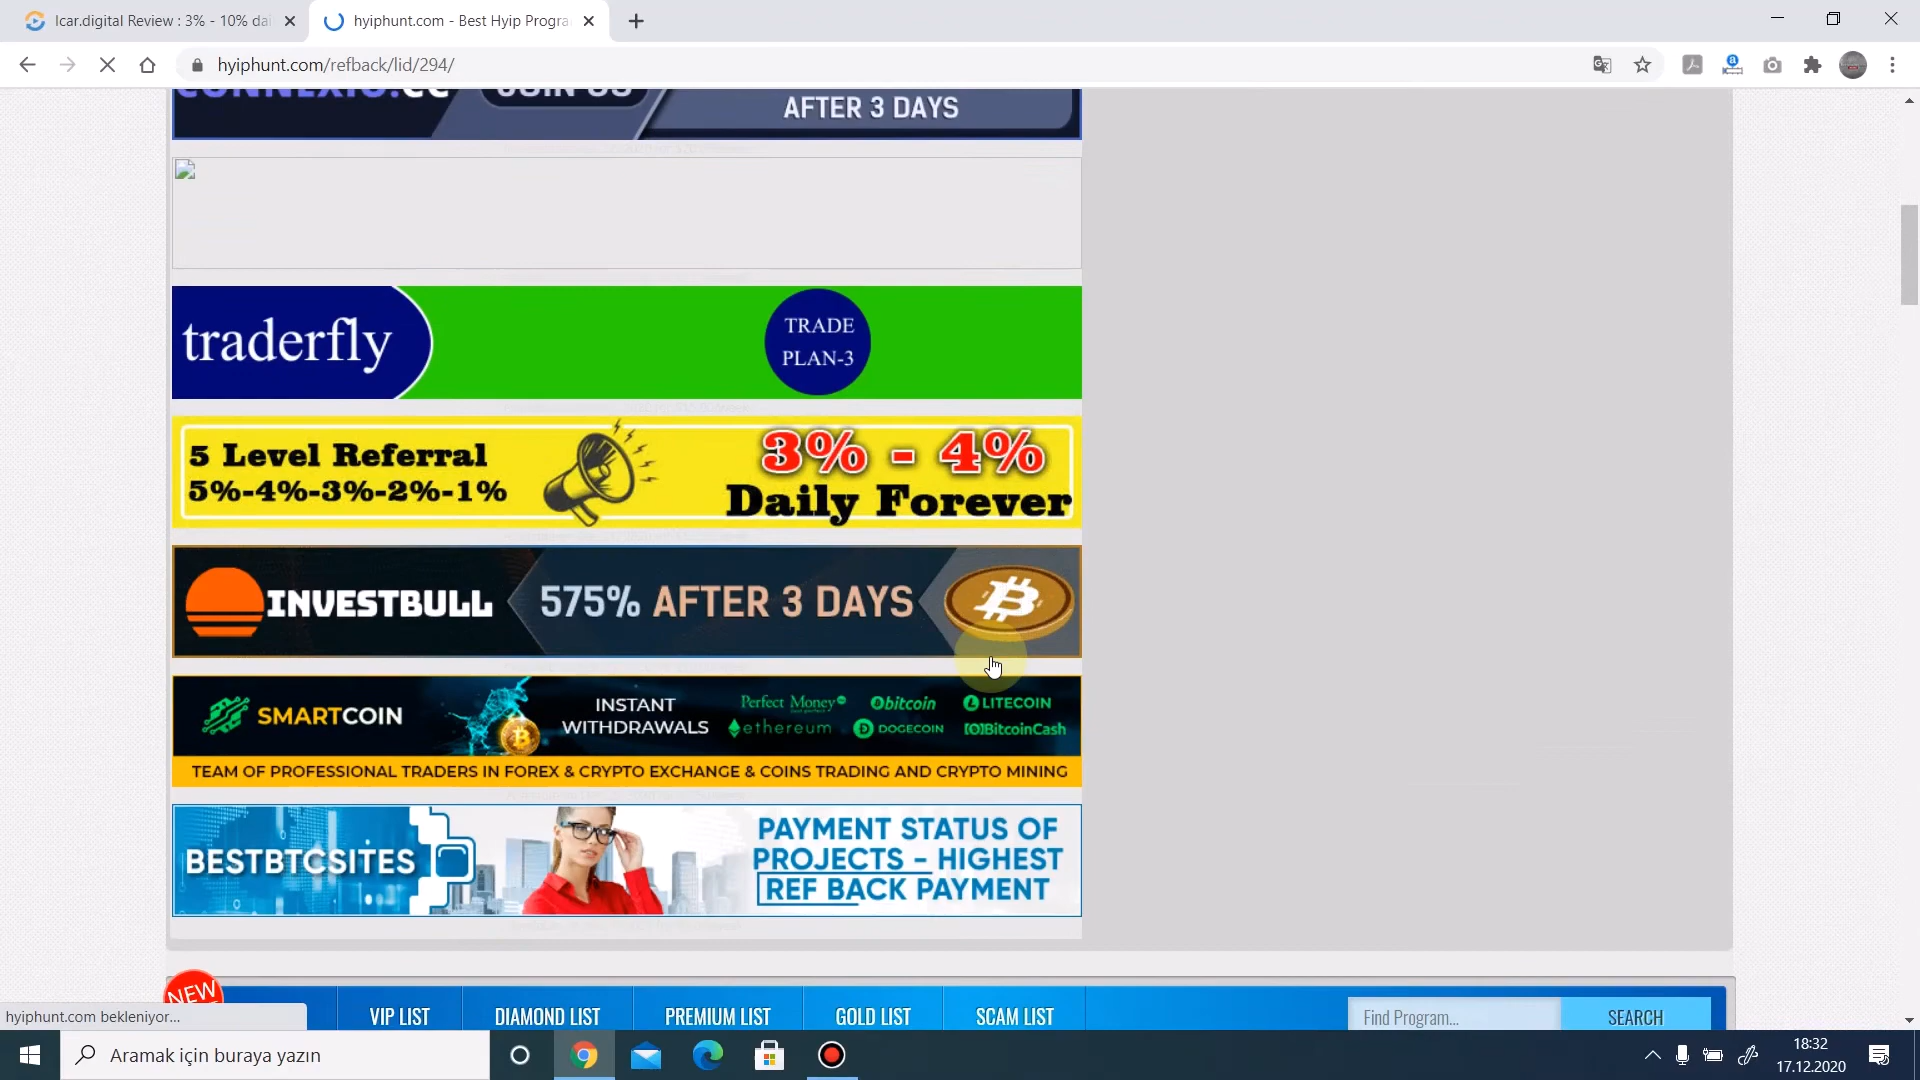 Icar.digital Review : 3% - 10% dai
hyiphunt.com - Best Hyip Progra
hyiphunt.com/refback/lid/294/
CONNEXIO.CC
JOIN US
AFTER 3 DAYS
traderfly
TRADE
PLAN-3
5 Level Referral
5%-4%-3%-2%-1%
3% - 4%
Daily Forever
INVESTBULL
575% AFTER 3 DAYS
SMARTCOIN
INSTANT
WITHDRAWALS
Perfect Money
bitcoin
LITECOIN
ethereum
DOGECOIN
BitcoinCash
TEAM OF PROFESSIONAL TRADERS IN FOREX & CRYPTO EXCHANGE & COINS TRADING AND CRYPTO MINING
BESTBTCSITES
PAYMENT STATUS OF
PROJECTS - HIGHEST
REF BACK PAYMENT
NEW
VIP LIST
DIAMOND LIST
PREMIUM LIST
GOLD LIST
SCAM LIST
Find Program...
SEARCH
hyiphunt.com bekleniyor...
Aramak için buraya yazın
18:32
17.12.2020